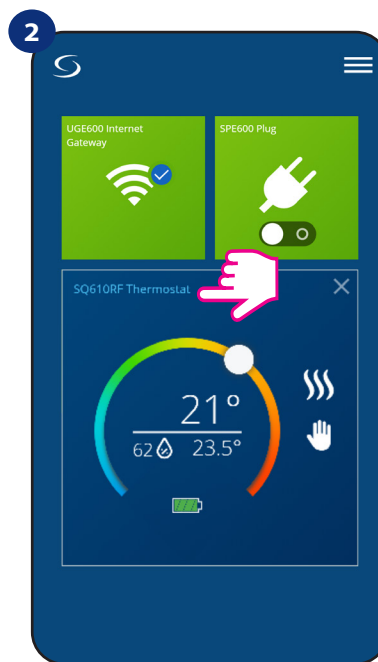 2
UGE600 Internet
Gateway
SPE600 Plug
SQ610RF Thermostat
21°
62 23.5°